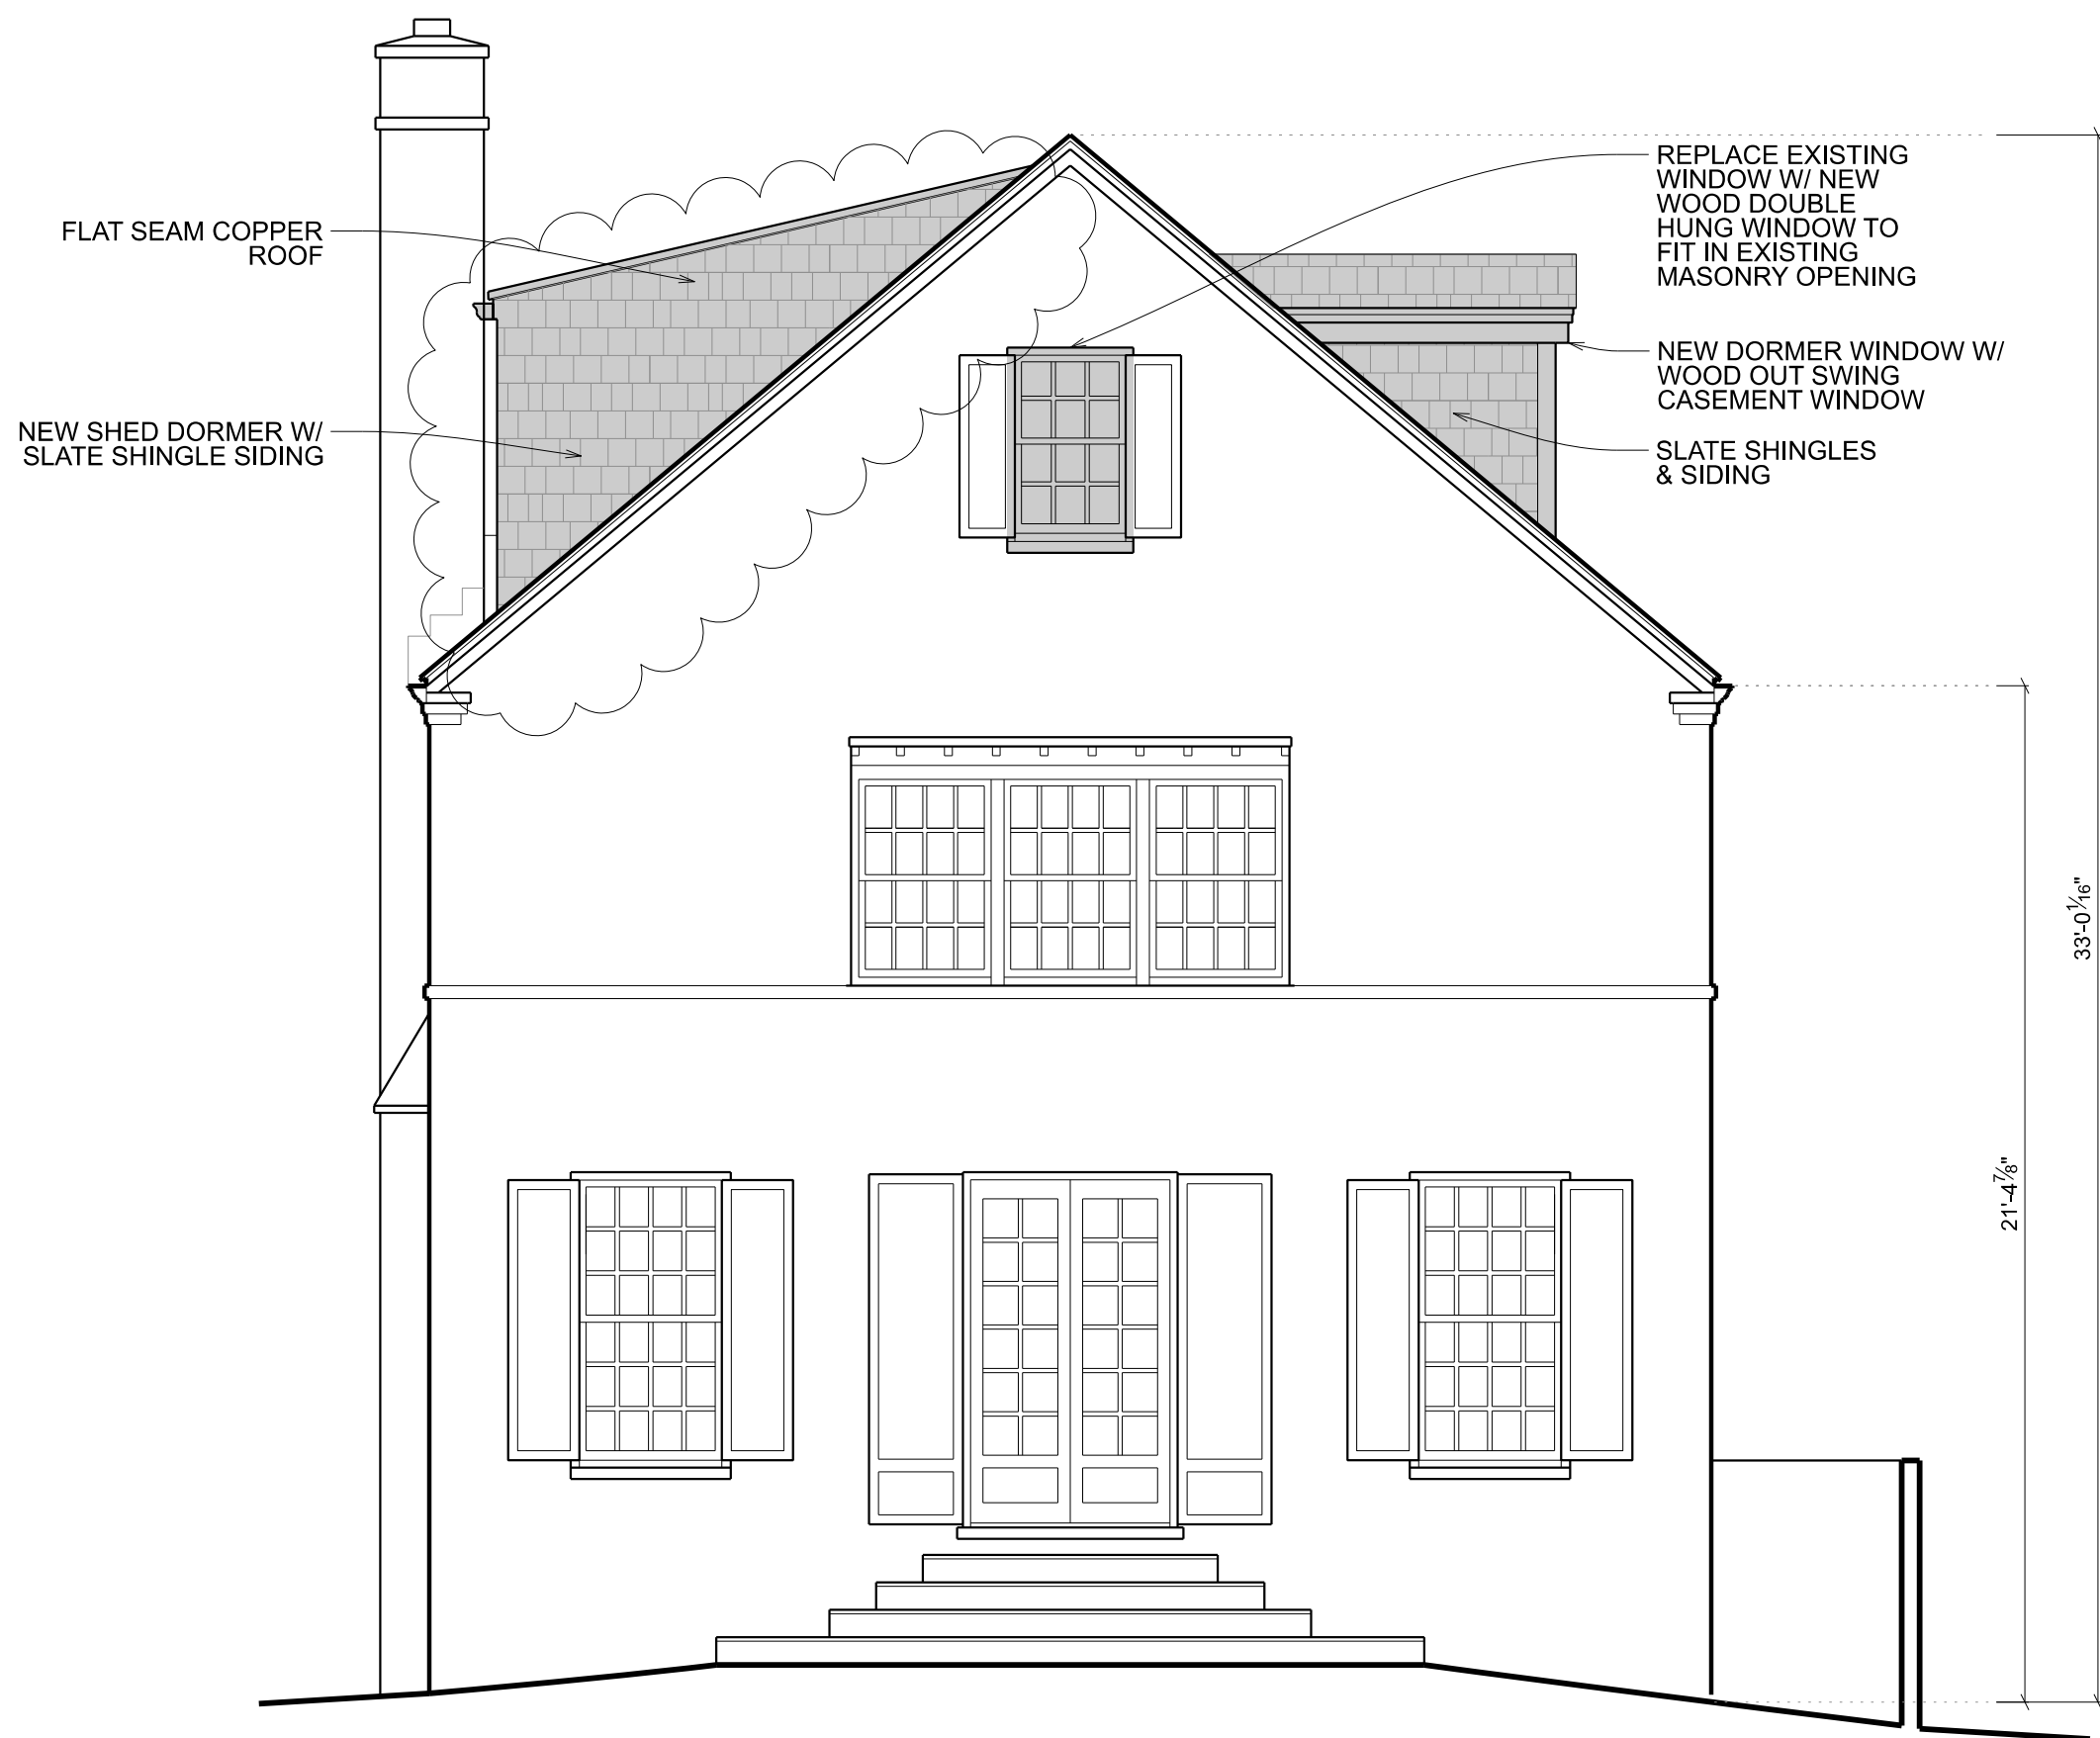 FLAT SEAM COPPER
ROOF
NEW SHED DORMER W/
SLATE SHINGLE SIDING
REPLACE EXISTING
WINDOW W/ NEW
WOOD DOUBLE
HUNG WINDOW TO
FIT IN EXISTING
MASONRY OPENING
NEW DORMER WINDOW W/
WOOD OUT SWING
CASEMENT WINDOW
SLATE SHINGLES
& SIDING
33'-0 1/16"
21'-4 7/8"